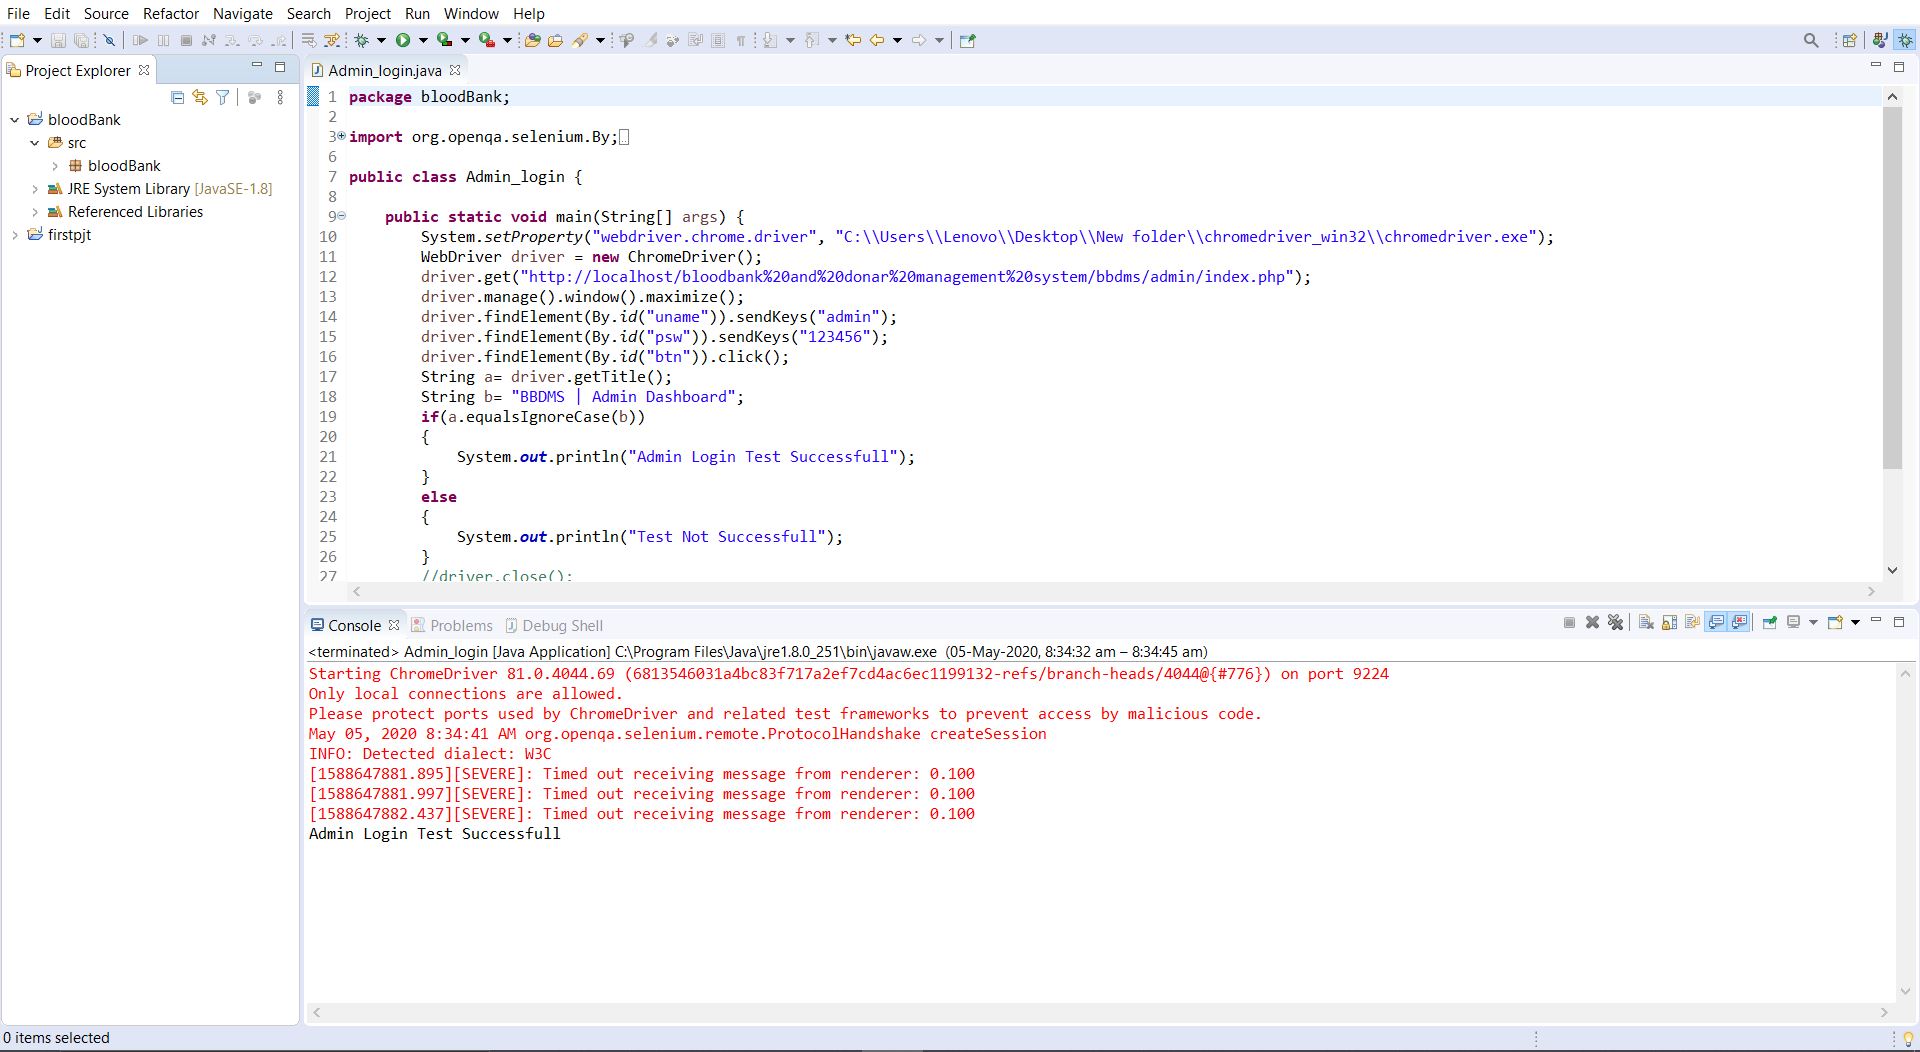 File Edit Source Refactor Navigate Search Project Run Window Help
Project Explorer
bloodBank
src
bloodBank
JRE System Library [JavaSE-1.8]
Referenced Libraries
firstpjt
Admin_login.java
1 package bloodBank;
2
3 import org.openqa.selenium.By;
6
7 public class Admin_login {
8
9 public static void main(String[] args) {
10 System.setProperty("webdriver.chrome.driver", "C:\\Users\\Lenovo\\Desktop\\New folder\\chromedriver_win32\\chromedriver.exe");
11 WebDriver driver = new ChromeDriver();
12 driver.get("http://localhost/bloodbank%20and%20donar%20management%20system/bbdms/admin/index.php");
13 driver.manage().window().maximize();
14 driver.findElement(By.id("uname")).sendKeys("admin");
15 driver.findElement(By.id("psw")).sendKeys("123456");
16 driver.findElement(By.id("btn")).click();
17 String a= driver.getTitle();
18 String b= "BBDMS | Admin Dashboard";
19 if(a.equalsIgnoreCase(b))
20 {
21 System.out.println("Admin Login Test Successfull");
22 }
23 else
24 {
25 System.out.println("Test Not Successfull");
26 }
27 //driver.close();
Console Problems Debug Shell
<terminated> Admin_login [Java Application] C:\Program Files\Java\jre1.8.0_251\bin\javaw.exe (05-May-2020, 8:34:32 am – 8:34:45 am)
Starting ChromeDriver 81.0.4044.69 (6813546031a4bc83f717a2ef7cd4ac6ec1199132-refs/branch-heads/4044@{#776}) on port 9224
Only local connections are allowed.
Please protect ports used by ChromeDriver and related test frameworks to prevent access by malicious code.
May 05, 2020 8:34:41 AM org.openqa.selenium.remote.ProtocolHandshake createSession
INFO: Detected dialect: W3C
[1588647881.895][SEVERE]: Timed out receiving message from renderer: 0.100
[1588647881.997][SEVERE]: Timed out receiving message from renderer: 0.100
[1588647882.437][SEVERE]: Timed out receiving message from renderer: 0.100
Admin Login Test Successfull
0 items selected